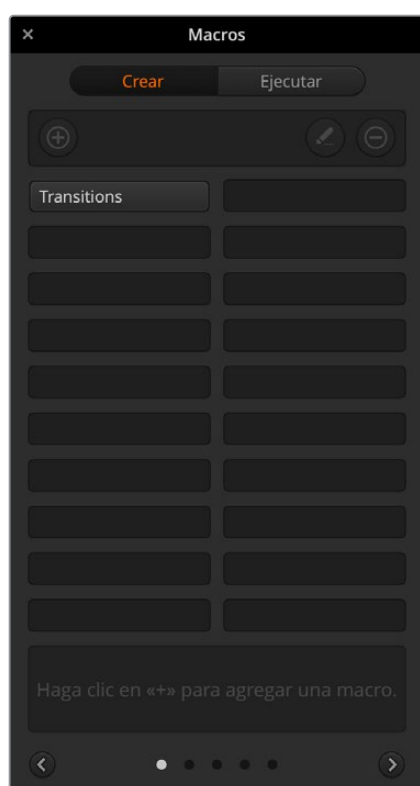 Macros
Crear
Ejecutar
Transitions
Haga clic en «+» para agregar una macro.